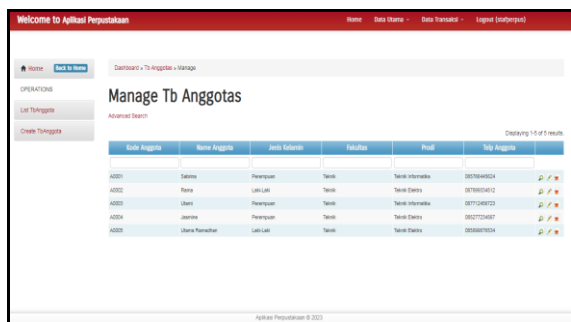 Welcome to Aplikasi Perpustakaan
Home Data Utama Data Transaksi Logout (stafperpus)
Home Back to Home
Dashboard » Tb Anggotas » Manage
OPERATIONS
List TbAnggota
Create TbAnggota
Manage Tb Anggotas
Advanced Search
Displaying 1-5 of 5 results.
Kode Anggota Nama Anggota Jenis Kelamin Fakultas Prodi Telp Anggota
A0001 Sabrina Perempuan Teknik Teknik Informatika
A0002 Rama Laki-Laki Teknik Teknik Elektro
A0003 Utami Perempuan Teknik Teknik Informatika
A0004 Jasmine Perempuan Teknik Teknik Elektro
A0005 Utama Ramadhan Laki-Laki Teknik Teknik Elektro
Aplikasi Perpustakaan © 2023